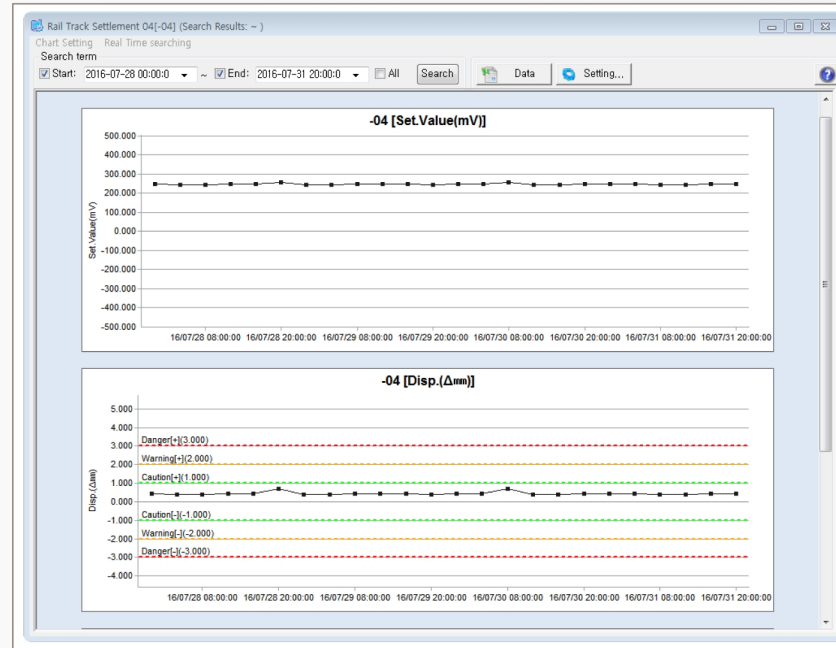 Rail Track Settlement 04[-04] (Search Results: ~ )
Chart Setting Real Time searching
Search term
Start: 2016-07-28 00:00:0 ~ End: 2016-07-31 20:00:0 All Search Data Setting...
-04 [Set.Value(mV)]
500.000
400.000
300.000
200.000
100.000
0.000
-100.000
-200.000
-300.000
-400.000
-500.000
Set.Value(mV)
16/07/28 08:00:00 16/07/28 20:00:00 16/07/29 08:00:00 16/07/29 20:00:00 16/07/30 08:00:00 16/07/30 20:00:00 16/07/31 08:00:00 16/07/31 20:00:00
-04 [Disp.(Δmm)]
5.000
4.000
3.000 Danger[+](3.000)
2.000 Warning[+](2.000)
1.000 Caution[+](1.000)
0.000
-1.000 Caution[-](-1.000)
-2.000 Warning[-](-2.000)
-3.000 Danger[-](-3.000)
-4.000
Disp.(Δmm)
16/07/28 08:00:00 16/07/28 20:00:00 16/07/29 08:00:00 16/07/29 20:00:00 16/07/30 08:00:00 16/07/30 20:00:00 16/07/31 08:00:00 16/07/31 20:00:00